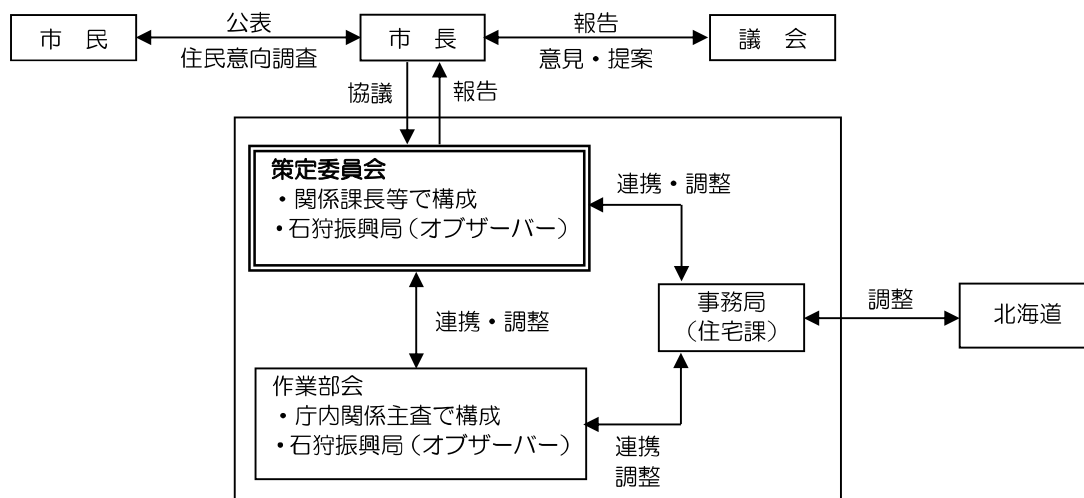 市 民
公表
住民意向調査
市 長
報告
意見・提案
議 会
協議
報告
策定委員会
・関係課長等で構成
・石狩振興局（オブザーバー）
連携・調整
連携・調整
事務局
（住宅課）
調整
北海道
作業部会
・庁内関係主査で構成
・石狩振興局（オブザーバー）
連携
調整